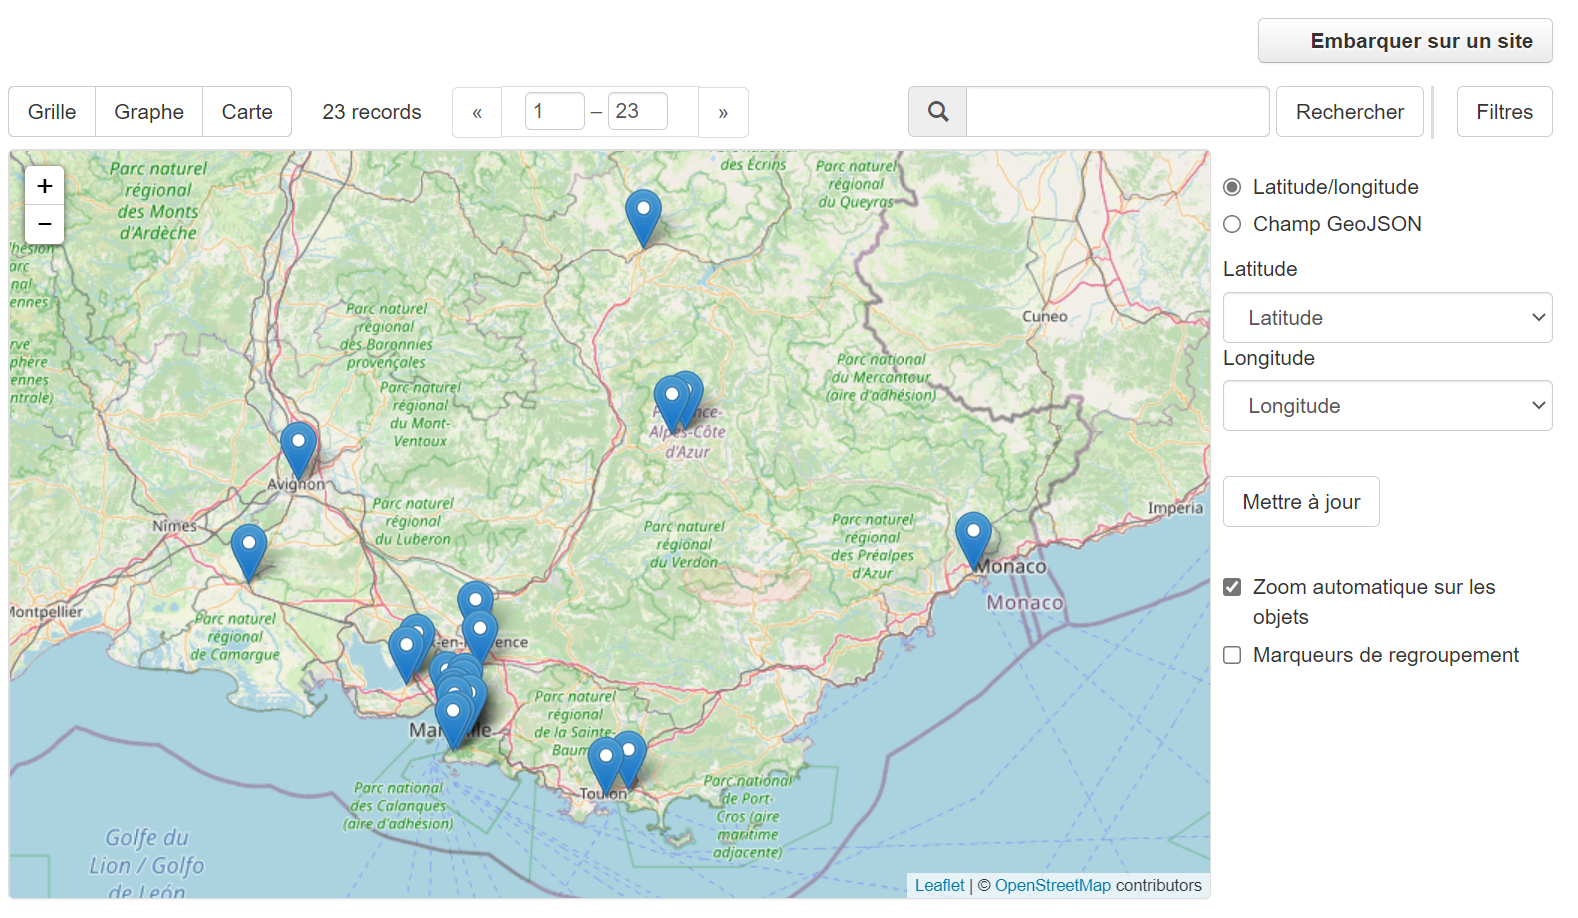 Embarquer sur un site
Grille
Graphe
Carte
23 records
«
1
–
23
»
Rechercher
Filtres
+
−
Parc naturel
régional
des Monts
d'Ardèche
des Écrins
Parc naturel
régional
du Queyras
Parc naturel
régional
des Baronnies
provençales
Parc naturel
régional
du Mont-
Ventoux
Cuneo
Parc national
du Mercantour
(aire d'adhésion)
Alpes-Côte
d'Azur
Avignon
Nîmes
Parc naturel
régional
du Luberon
Parc naturel
régional
du Verdon
Parc naturel
régional
des Préalpes
d'Azur
Imperia
Monaco
Monaco
Montpellier
Parc naturel
régional
de Camargue
Parc naturel
régional
de la Sainte-
Toulon
Parc national
des Calanques
(aire d'adhésion)
Parc national
de Port-
Cros (aire
maritime
adjacente)
Golfe du
Lion / Golfo
de León
Leaflet | © OpenStreetMap contributors
Latitude/longitude
Champ GeoJSON
Latitude
Latitude
Longitude
Longitude
Mettre à jour
Zoom automatique sur les
objets
Marqueurs de regroupement